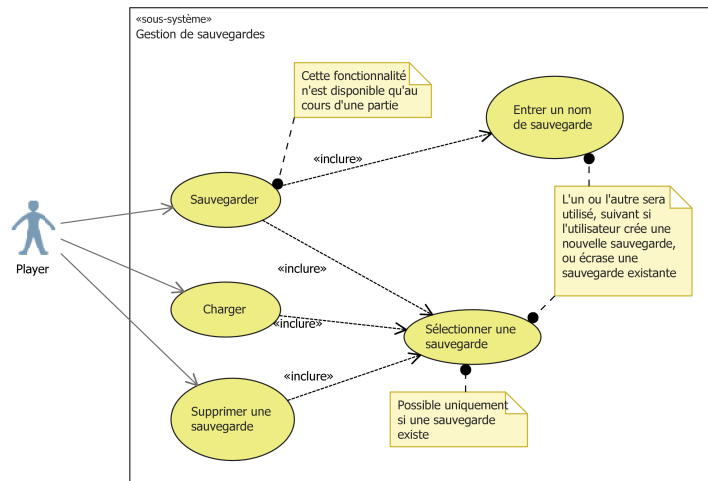 «sous-système»
Gestion de sauvegardes
Cette fonctionnalité
n'est disponible qu'au
cours d'une partie
Entrer un nom
de sauvegarde
«inclure»
Sauvegarder
L'un ou l'autre sera
utilisé, suivant si
l'utilisateur crée une
nouvelle sauvegarde,
ou écrase une
sauvegarde existante
Player
«inclure»
Charger
«inclure»
Sélectionner une
sauvegarde
«inclure»
Supprimer une
sauvegarde
Possible uniquement
si une sauvegarde
existe